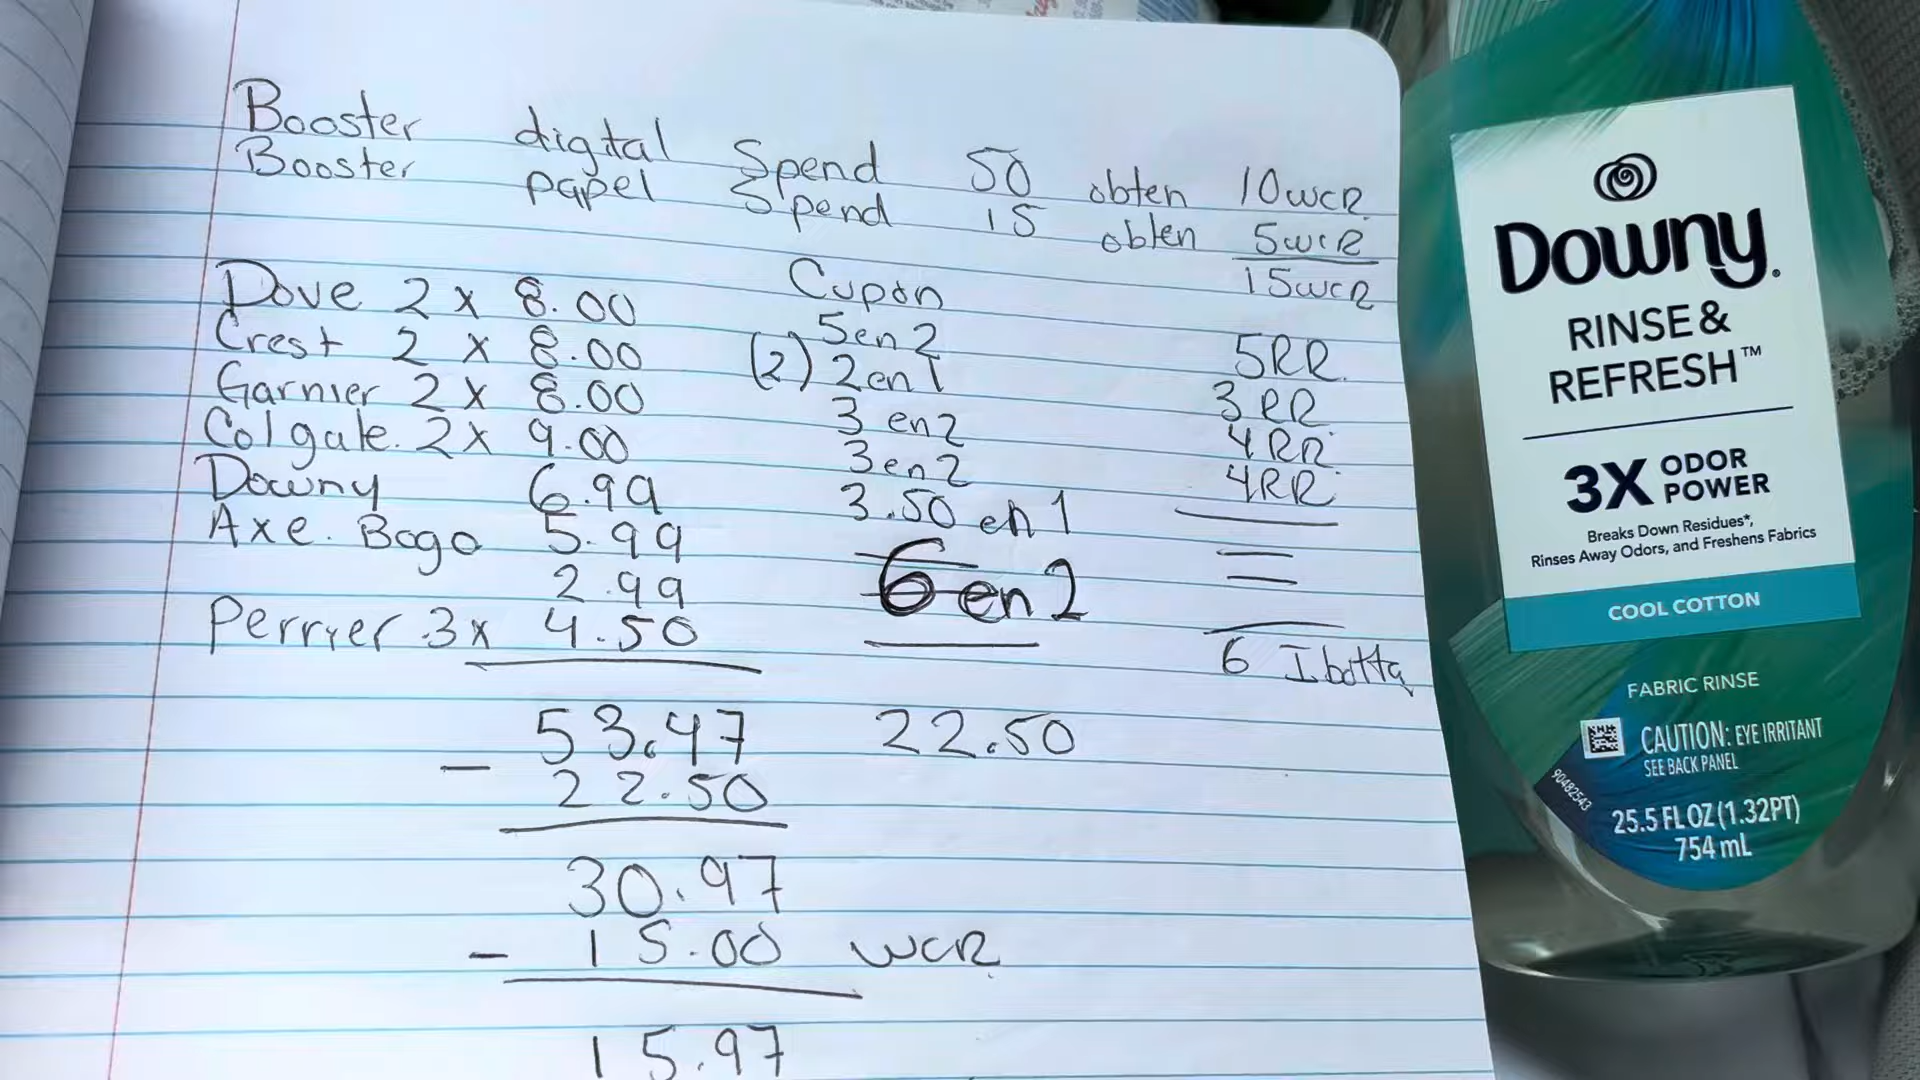 Booster digital Spend 50 obten 10wcR
Booster papel Spend 15 obten 5wcR
15wcR
Cupon
Dove 2 x 8.00 5en2 5RR
Crest 2 x 8.00 (2) 2en1 3RR
Garnier 2 x 8.00 3 en2 4RR
Colgate. 2x 9.00 3en2 4RR
Downy 6.99 3.50 en 1
Axe. Bogo 5.99
2.99 6 en 2
Perrier .3x 4.50 6 Ibotta
53.47 22.50
- 22.50
30.97
- 15.00 WCR
15.97
Downy.
RINSE &
REFRESH™
3X ODOR POWER
Breaks Down Residues*,
Rinses Away Odors, and Freshens Fabrics
COOL COTTON
FABRIC RINSE
CAUTION: EYE IRRITANT
SEE BACK PANEL
90482543
25.5 FL OZ (1.32PT)
754 mL